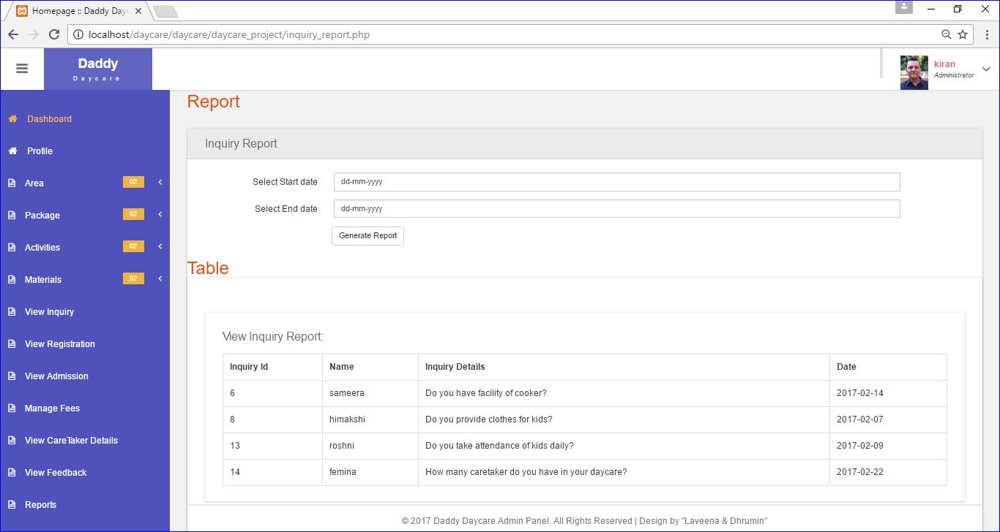 Homepage :: Daddy Day
localhost/daycare/daycare/daycare_project/inquiry_report.php
Daddy
Daycare
kiran
Administrator
Dashboard
Profile
Area 02
Package 02
Activities 02
Materials 02
View Inquiry
View Registration
View Admission
Manage Fees
View CareTaker Details
View Feedback
Reports
Report
Inquiry Report
Select Start date dd-mm-yyyy
Select End date dd-mm-yyyy
Generate Report
Table
View Inquiry Report:
Inquiry Id Name Inquiry Details Date
6 sameera Do you have facility of cooker? 2017-02-14
8 himakshi Do you provide clothes for kids? 2017-02-07
13 roshni Do you take attendance of kids daily? 2017-02-09
14 femina How many caretaker do you have in your daycare? 2017-02-22
© 2017 Daddy Daycare Admin Panel. All Rights Reserved | Design by "Laveena & Dhrumin"